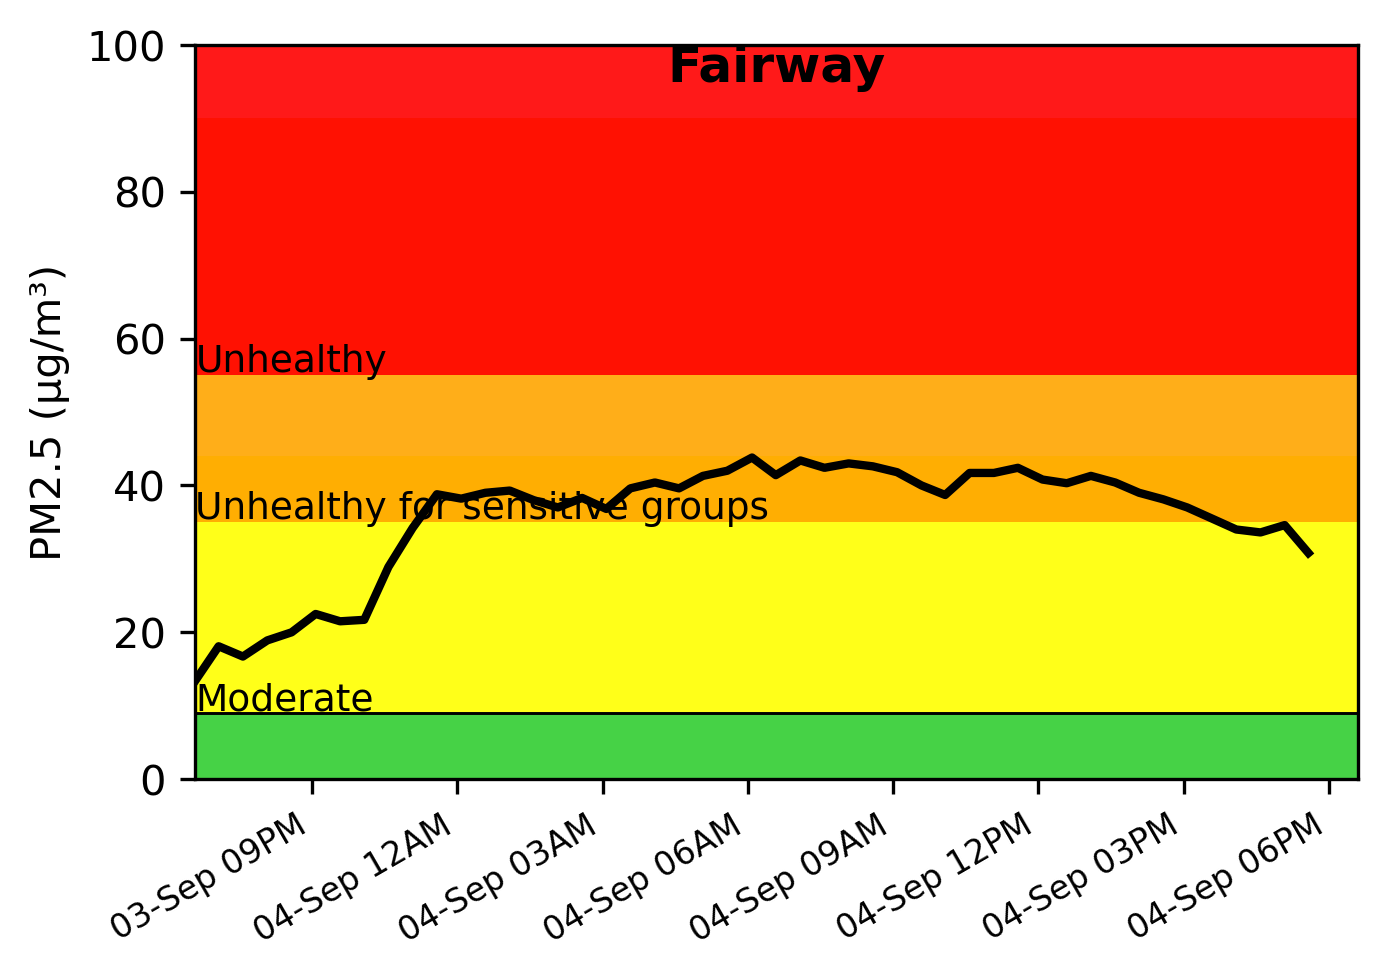 Fairway
100
80
60
40
20
0
PM2.5 (µg/m³)
Unhealthy
Unhealthy for sensitive groups
Moderate
03-Sep 09PM
04-Sep 12AM
04-Sep 03AM
04-Sep 06AM
04-Sep 09AM
04-Sep 12PM
04-Sep 03PM
04-Sep 06PM